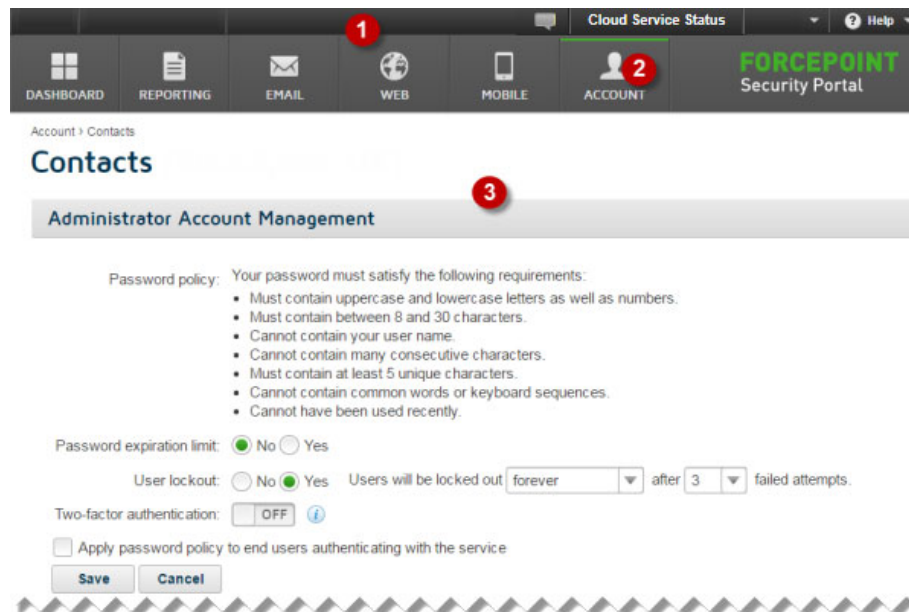 1
Cloud Service Status
Help
DASHBOARD
REPORTING
EMAIL
WEB
MOBILE
ACCOUNT
2
FORCEPOINT
Security Portal
Account > Contacts
Contacts
3
Administrator Account Management
Password policy: Your password must satisfy the following requirements:
• Must contain uppercase and lowercase letters as well as numbers.
• Must contain between 8 and 30 characters.
• Cannot contain your user name.
• Cannot contain many consecutive characters.
• Must contain at least 5 unique characters.
• Cannot contain common words or keyboard sequences.
• Cannot have been used recently.
Password expiration limit: No Yes
User lockout: No Yes Users will be locked out forever after 3 failed attempts.
Two-factor authentication: OFF i
Apply password policy to end users authenticating with the service
Save Cancel